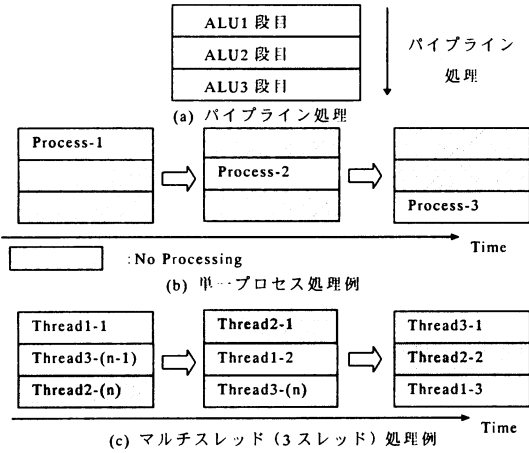 ALU1 段目
ALU2 段目
ALU3 段目
パイプライン
処理
(a) パイプライン処理
Process-1
Process-2
Process-3
Time
: No Processing
(b) 単一プロセス処理例
Thread1-1
Thread3-(n-1)
Thread2-(n)
Thread2-1
Thread1-2
Thread3-(n)
Thread3-1
Thread2-2
Thread1-3
Time
(c) マルチスレッド（3 スレッド）処理例